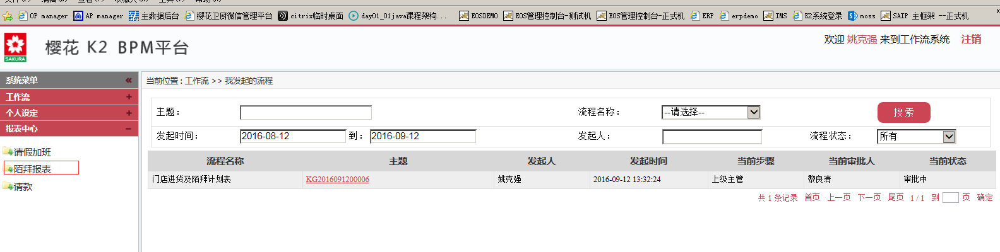 OP manager AP manager 主数据后台 樱花卫厨微信管理平台 citrix临时桌面 day01_01java课程架构... EOSDEMO EOS管理控制台-测试机 EOS管理控制台-正式机 ERP erpdemo IMS K2系统登录 moss SAIP 主框架 --正式机
SAKURA 樱花 K2 BPM平台
欢迎 姚克强 来到工作流系统 注销
系统菜单 «
工作流 +
个人设定 +
报表中心 −
请假加班
陌拜报表
请款
当前位置 : 工作流 >> 我发起的流程
主题： 流程名称： --请选择-- 搜 索
发起时间： 2016-08-12 到： 2016-09-12 发起人： 流程状态： 所有
流程名称 主题 发起人 发起时间 当前步骤 当前审批人 当前状态
门店进货及陌拜计划表 KG2016091200006 姚克强 2016-09-12 13:32:24 上级主管 黎良清 审批中
共 1 条记录 首页 上一页 下一页 尾页 1 / 1 到 页 确定